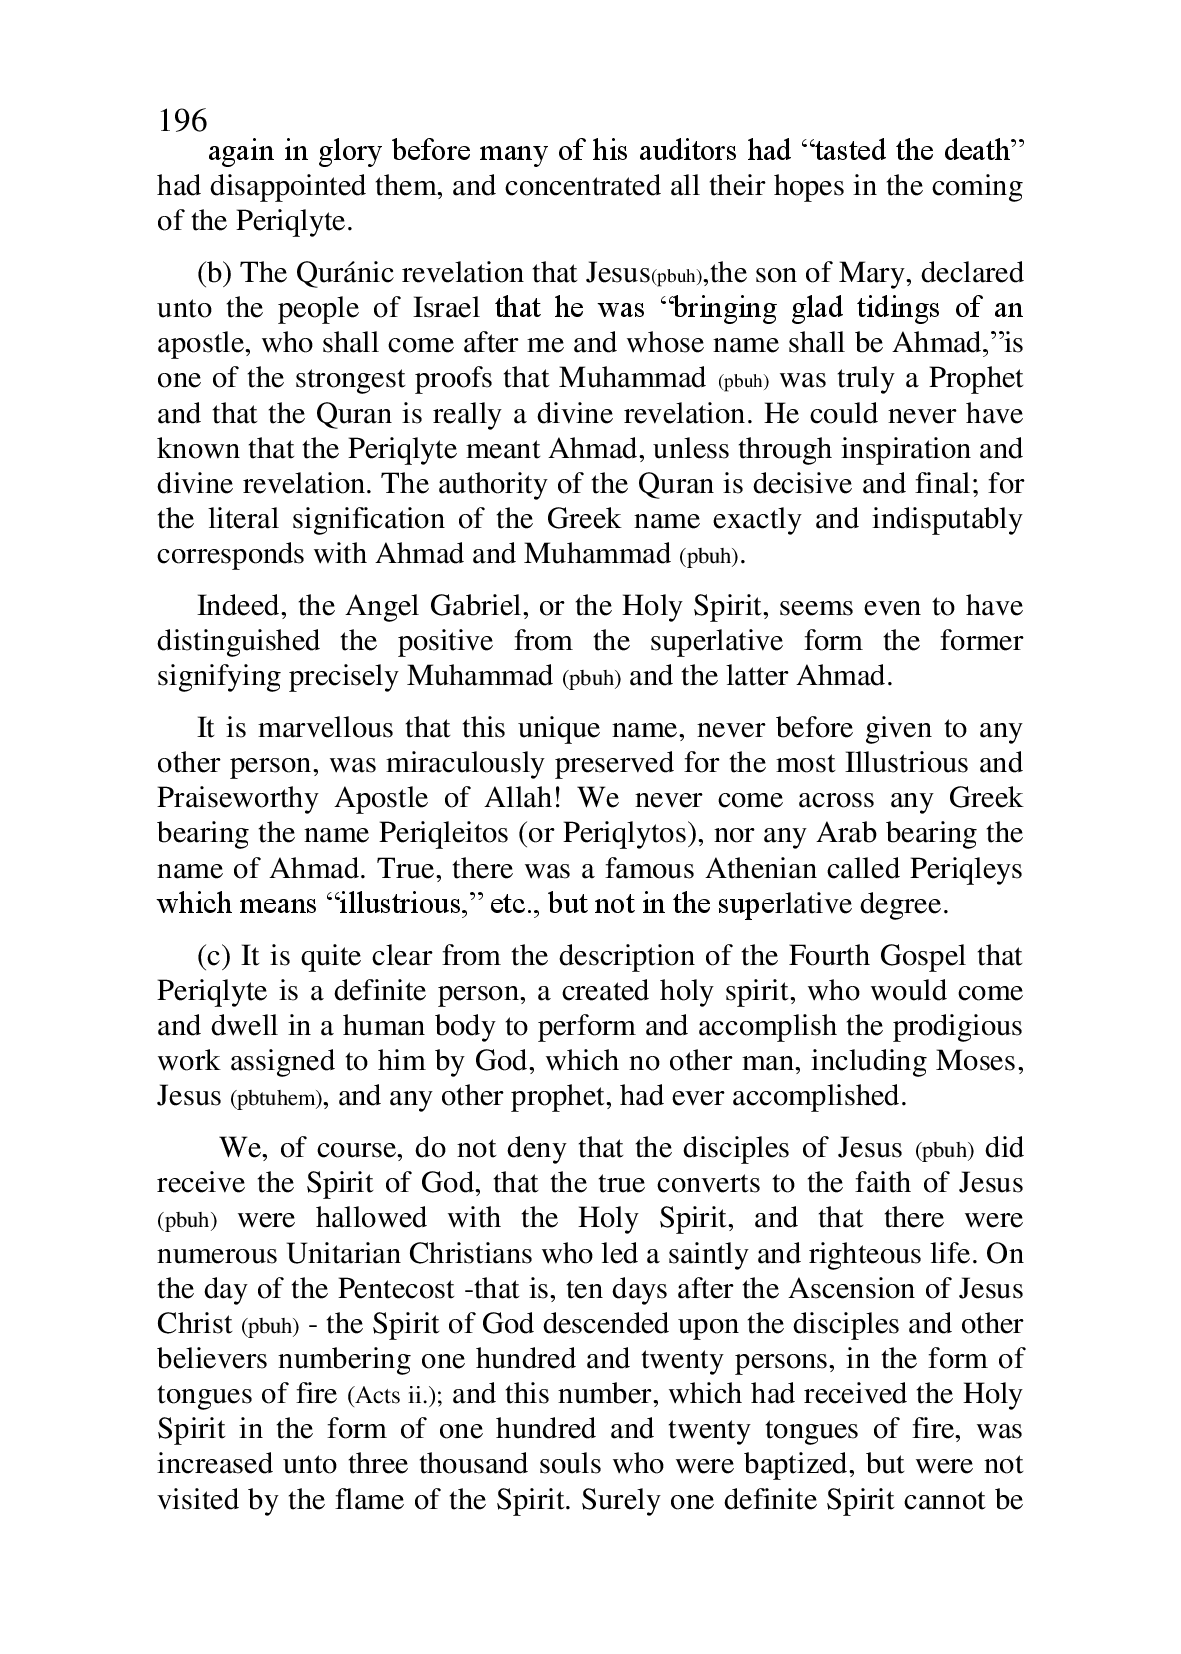 196
again in glory before many of his auditors had “tasted the death”
had disappointed them, and concentrated all their hopes in the coming
of the Periqlyte.
(b) The Quránic revelation that Jesus(pbuh),the son of Mary, declared
unto the people of Israel that he was “bringing glad tidings of an
apostle, who shall come after me and whose name shall be Ahmad,”is
one of the strongest proofs that Muhammad (pbuh) was truly a Prophet
and that the Quran is really a divine revelation. He could never have
known that the Periqlyte meant Ahmad, unless through inspiration and
divine revelation. The authority of the Quran is decisive and final; for
the literal signification of the Greek name exactly and indisputably
corresponds with Ahmad and Muhammad (pbuh).
Indeed, the Angel Gabriel, or the Holy Spirit, seems even to have
distinguished the positive from the superlative form the former
signifying precisely Muhammad (pbuh) and the latter Ahmad.
It is marvellous that this unique name, never before given to any
other person, was miraculously preserved for the most Illustrious and
Praiseworthy Apostle of Allah! We never come across any Greek
bearing the name Periqleitos (or Periqlytos), nor any Arab bearing the
name of Ahmad. True, there was a famous Athenian called Periqleys
which means “illustrious,” etc., but not in the superlative degree.
(c) It is quite clear from the description of the Fourth Gospel that
Periqlyte is a definite person, a created holy spirit, who would come
and dwell in a human body to perform and accomplish the prodigious
work assigned to him by God, which no other man, including Moses,
Jesus (pbtuhem), and any other prophet, had ever accomplished.
We, of course, do not deny that the disciples of Jesus (pbuh) did
receive the Spirit of God, that the true converts to the faith of Jesus
(pbuh) were hallowed with the Holy Spirit, and that there were
numerous Unitarian Christians who led a saintly and righteous life. On
the day of the Pentecost -that is, ten days after the Ascension of Jesus
Christ (pbuh) - the Spirit of God descended upon the disciples and other
believers numbering one hundred and twenty persons, in the form of
tongues of fire (Acts ii.); and this number, which had received the Holy
Spirit in the form of one hundred and twenty tongues of fire, was
increased unto three thousand souls who were baptized, but were not
visited by the flame of the Spirit. Surely one definite Spirit cannot be